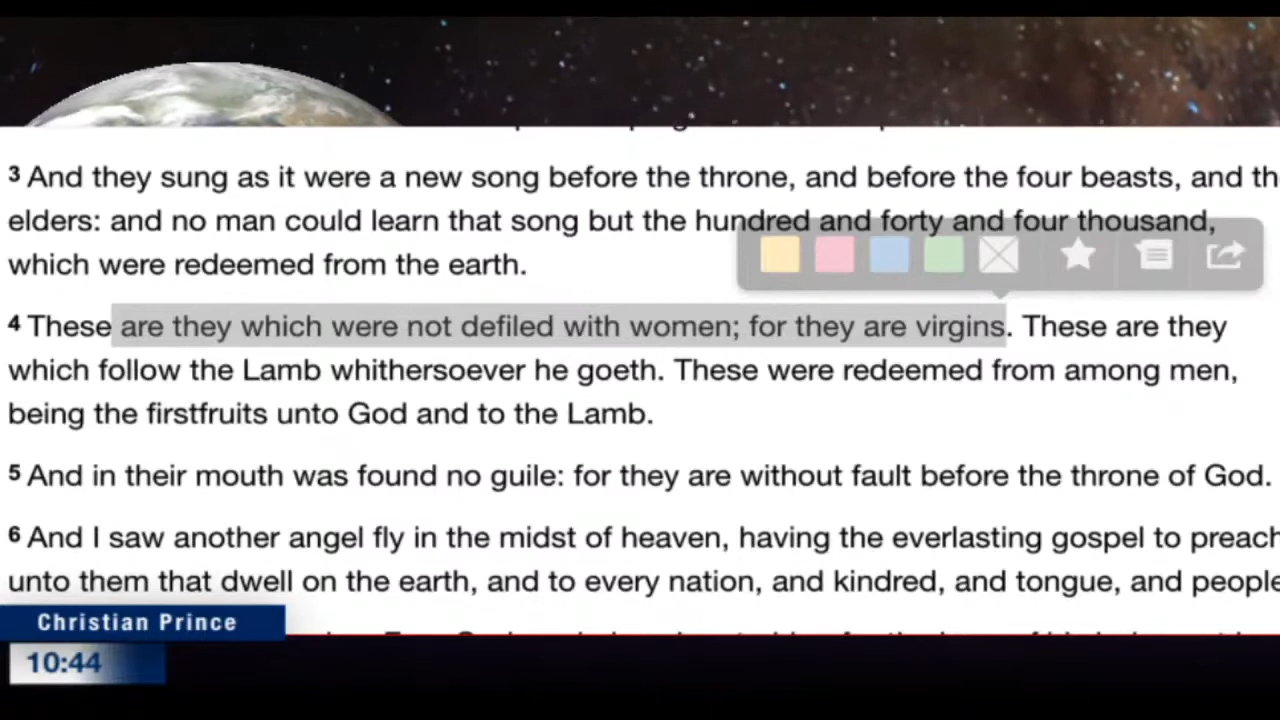 3 And they sung as it were a new song before the throne, and before the four beasts, and
elders: and no man could learn that song but the hundred and forty and four thousand,
which were redeemed from the earth.
4 These are they which were not defiled with women; for they are virgins. These are they
which follow the Lamb whithersoever he goeth. These were redeemed from among men,
being the firstfruits unto God and to the Lamb.
5 And in their mouth was found no guile: for they are without fault before the throne of God.
6 And I saw another angel fly in the midst of heaven, having the everlasting gospel to preach
unto them that dwell on the earth, and to every nation, and kindred, and tongue, and people
Christian Prince
10:44